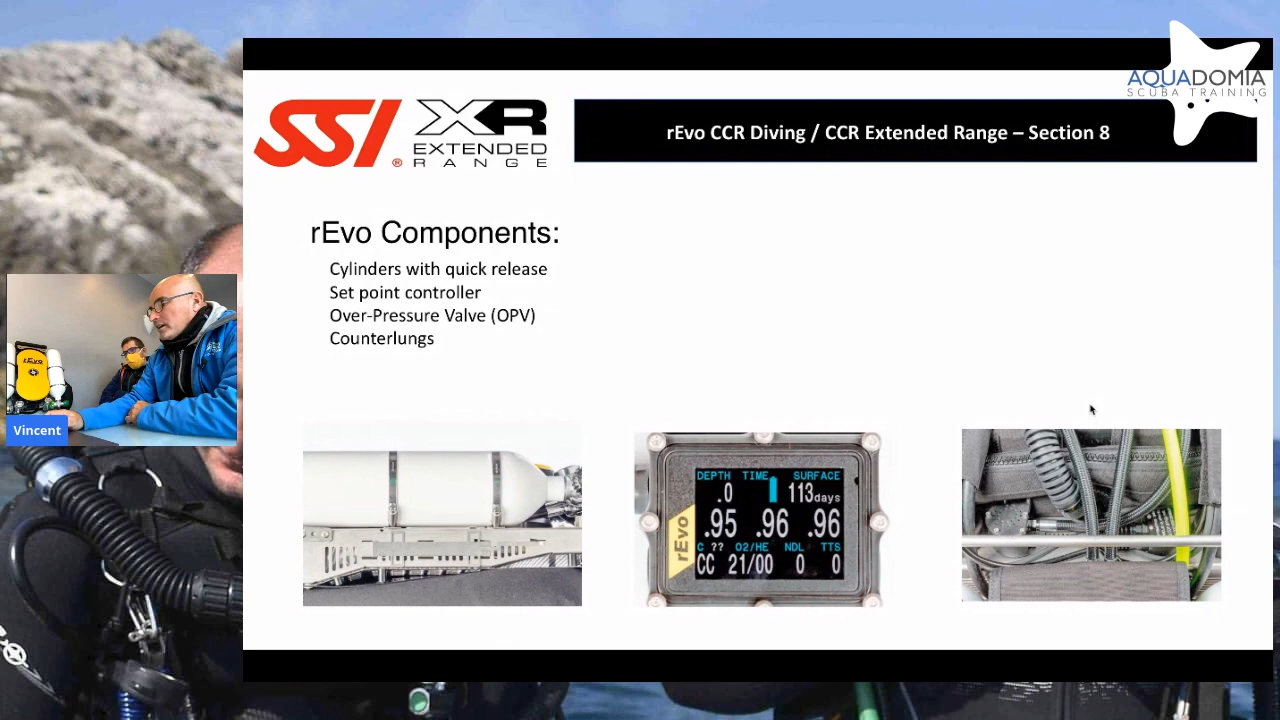 AQUADOMIA
SCUBA TRAINING
SSI® XR
EXTENDED
RANGE
rEvo CCR Diving / CCR Extended Range – Section 8
rEvo Components:
Cylinders with quick release
Set point controller
Over-Pressure Valve (OPV)
Counterlungs
rEvo
Vincent
DEPTH TIME SURFACE
.0 113days
.95 .96 .96
C ?? O2/HE NDL TTS
CC 21/00 0 0
rEvo